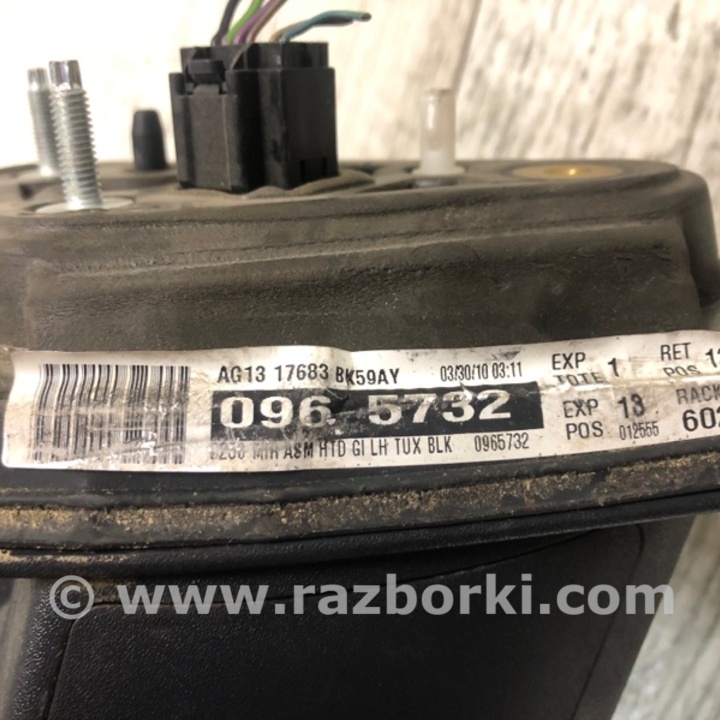 AG13 17683 BK59AY 03/30/10 03:11
EXP TOTE 1
RET POS
096 5732
EXP POS 13
012555
RACK
MIR ASM HTD GI LH TUX BLK 0965732
© www.razborki.com